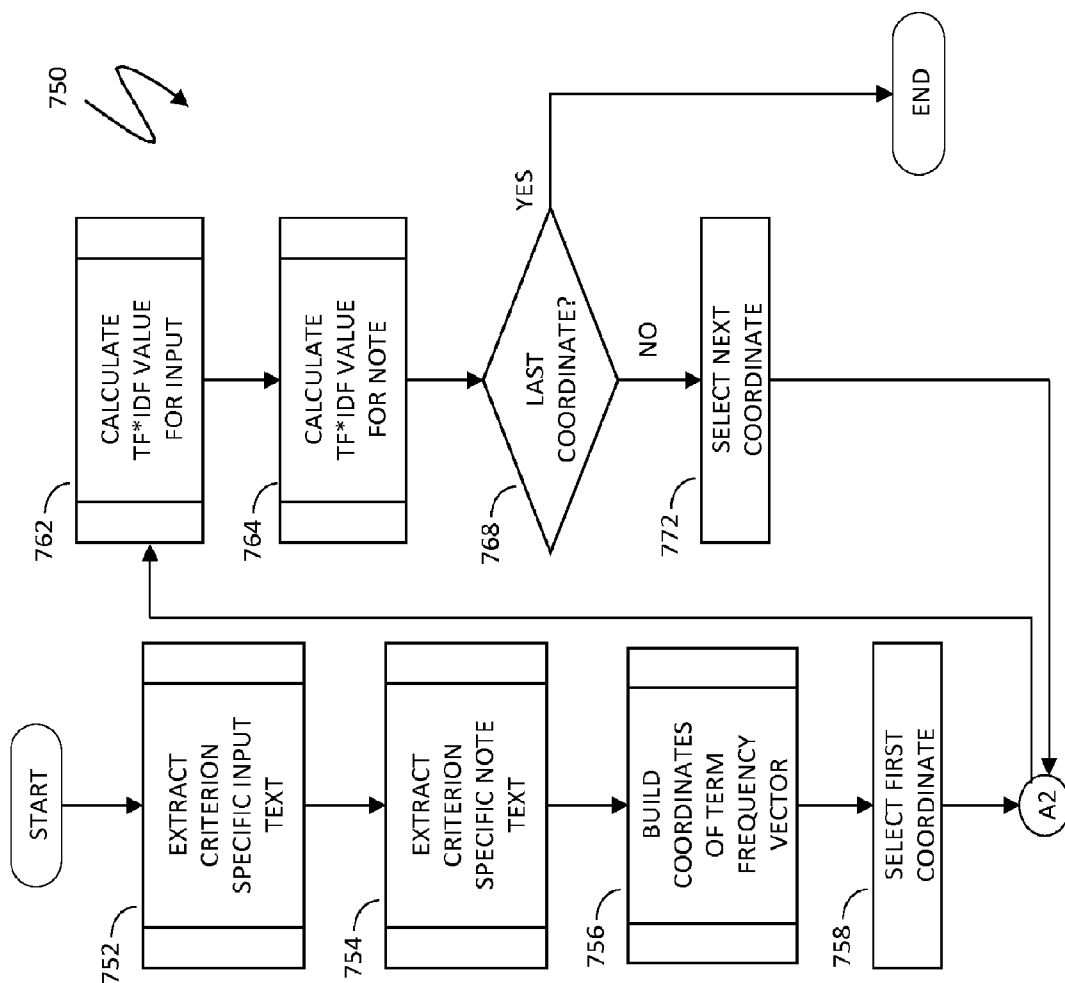 750
START
752
EXTRACT
CRITERION
SPECIFIC INPUT
TEXT
754
EXTRACT
CRITERION
SPECIFIC NOTE
TEXT
756
BUILD
COORDINATES
OF TERM
FREQUENCY
VECTOR
758
SELECT FIRST
COORDINATE
A2
762
CALCULATE
TF*IDF VALUE
FOR INPUT
764
CALCULATE
TF*IDF VALUE
FOR NOTE
768
LAST
COORDINATE?
YES
NO
772
SELECT NEXT
COORDINATE
END